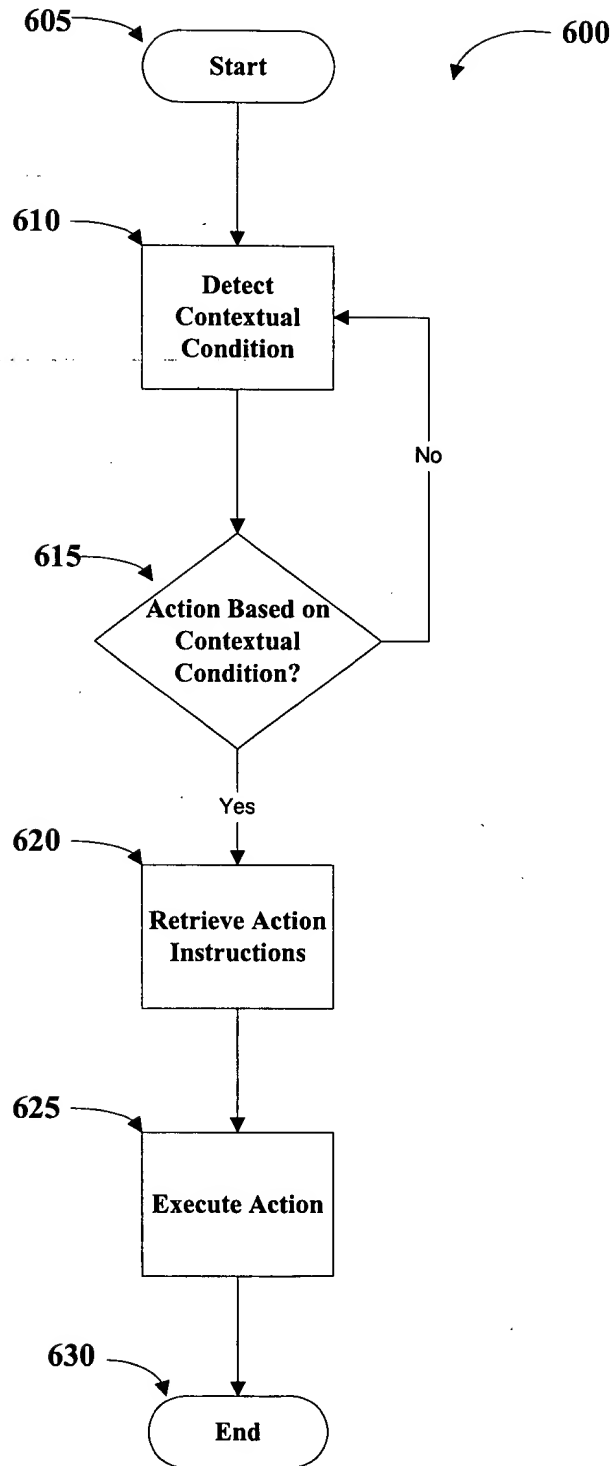 605
Start
600
610
Detect
Contextual
Condition
No
615
Action Based on
Contextual
Condition?
Yes
620
Retrieve Action
Instructions
625
Execute Action
630
End